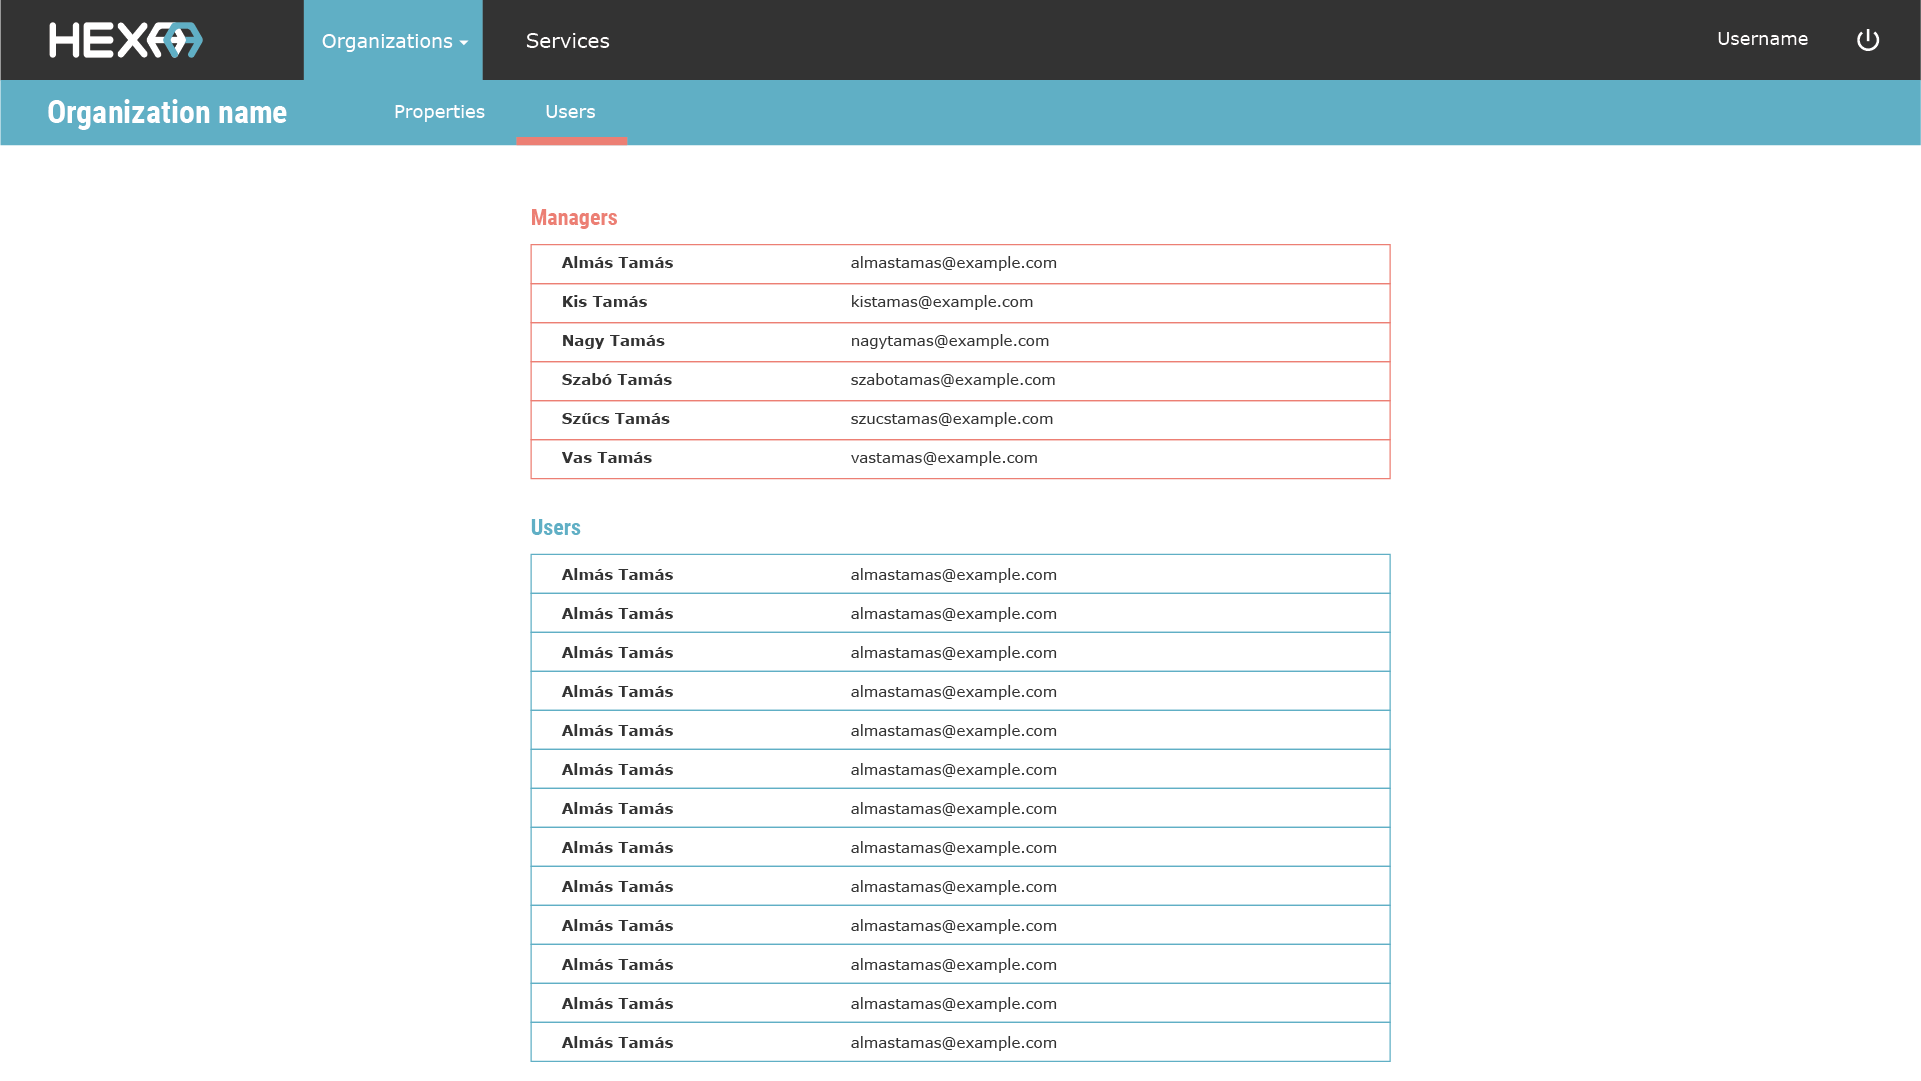 HEXAA
Organizations
Services
Username
Organization name
Properties
Users
Managers
Almás Tamás almastamas@example.com
Kis Tamás kistamas@example.com
Nagy Tamás nagytamas@example.com
Szabó Tamás szabotamas@example.com
Szűcs Tamás szucstamas@example.com
Vas Tamás vastamas@example.com
Users
Almás Tamás almastamas@example.com
Almás Tamás almastamas@example.com
Almás Tamás almastamas@example.com
Almás Tamás almastamas@example.com
Almás Tamás almastamas@example.com
Almás Tamás almastamas@example.com
Almás Tamás almastamas@example.com
Almás Tamás almastamas@example.com
Almás Tamás almastamas@example.com
Almás Tamás almastamas@example.com
Almás Tamás almastamas@example.com
Almás Tamás almastamas@example.com
Almás Tamás almastamas@example.com